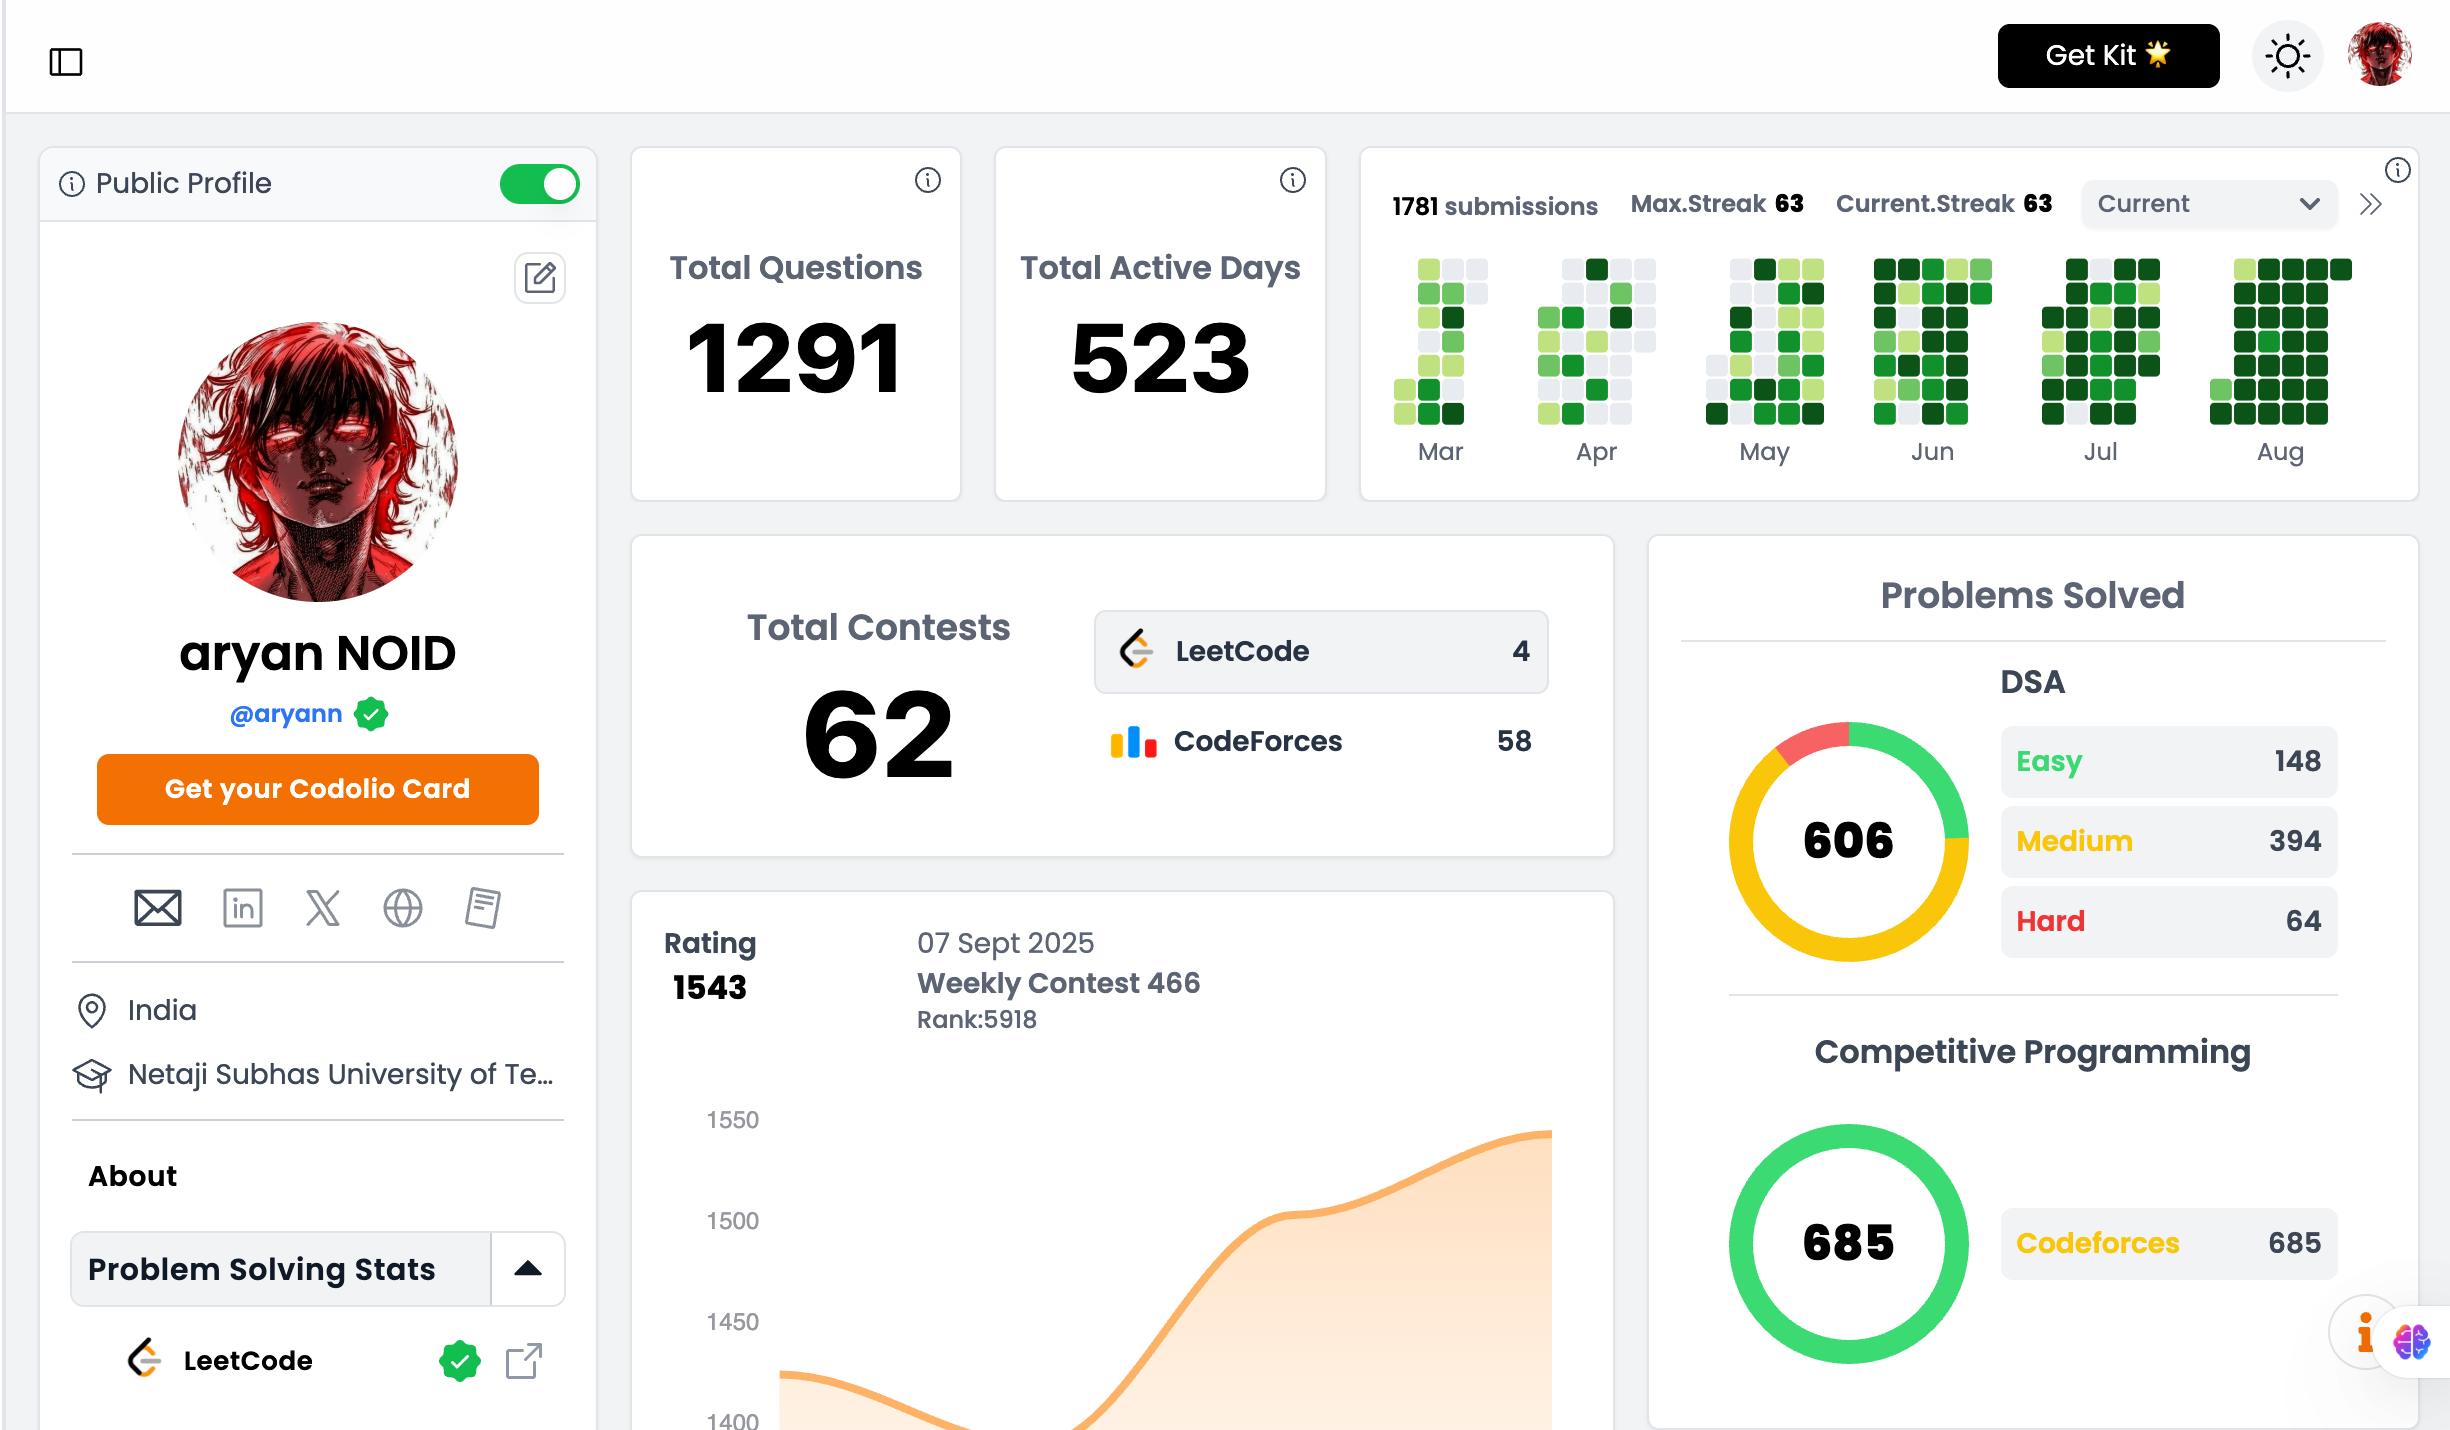 Get Kit 🌟
Public Profile
aryan NOID
@aryann
Get your Codolio Card
in
India
Netaji Subhas University of Te...
About
Problem Solving Stats
LeetCode
Total Questions
1291
Total Active Days
523
1781 submissions Max.Streak 63 Current.Streak 63 Current
Mar Apr May Jun Jul Aug
Total Contests
62
LeetCode 4
CodeForces 58
Rating
1543
07 Sept 2025
Weekly Contest 466
Rank:5918
1550
1500
1450
1400
Problems Solved
DSA
606
Easy 148
Medium 394
Hard 64
Competitive Programming
685
Codeforces 685